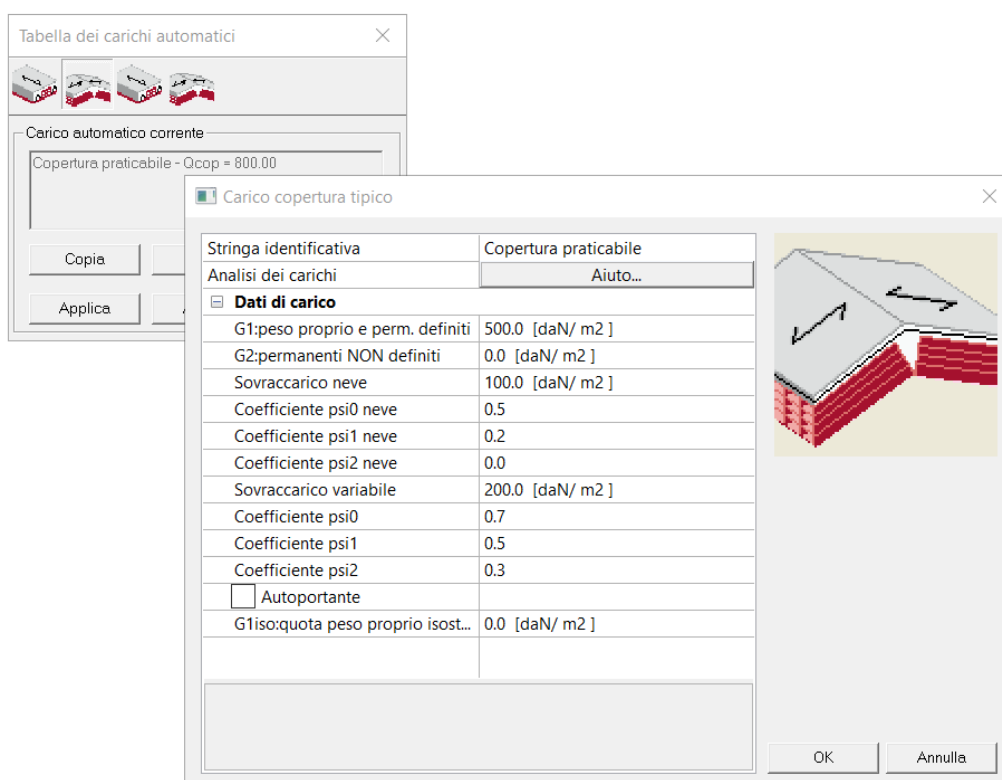 Tabella dei carichi automatici
Carico automatico corrente
Copertura praticabile - Qcop = 800.00
Copia
Applica
Carico copertura tipico
Stringa identificativa Copertura praticabile
Analisi dei carichi Aiuto...
Dati di carico
G1:peso proprio e perm. definiti 500.0 [daN/ m2 ]
G2:permanenti NON definiti 0.0 [daN/ m2 ]
Sovraccarico neve 100.0 [daN/ m2 ]
Coefficiente psi0 neve 0.5
Coefficiente psi1 neve 0.2
Coefficiente psi2 neve 0.0
Sovraccarico variabile 200.0 [daN/ m2 ]
Coefficiente psi0 0.7
Coefficiente psi1 0.5
Coefficiente psi2 0.3
Autoportante
G1iso:quota peso proprio isost... 0.0 [daN/ m2 ]
OK Annulla